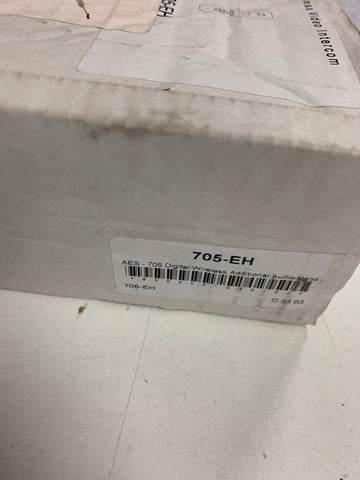 Video Intercom
705-EH
AES - 705 Digital Wireless Additional Audio Hand
705-EH